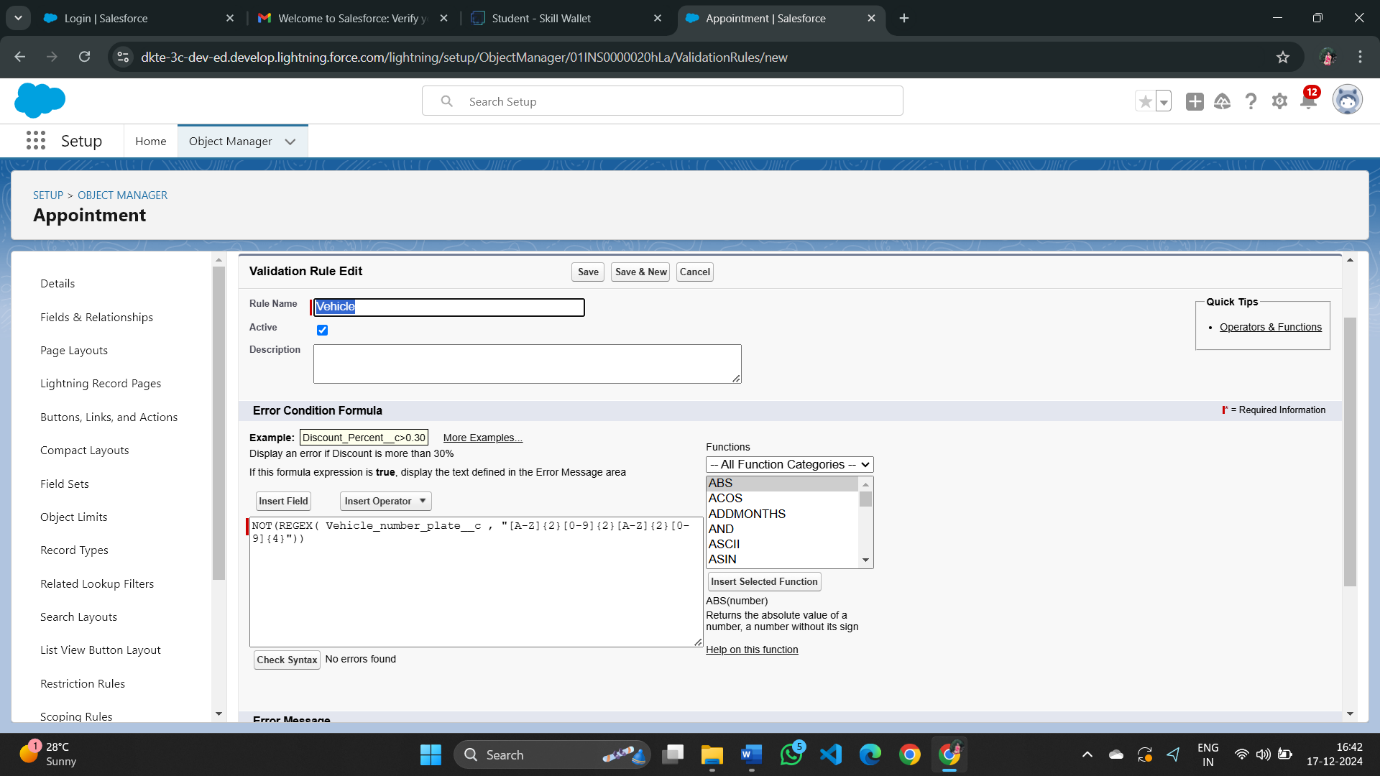 Login | Salesforce
Welcome to Salesforce: Verify y
Student - Skill Wallet
Appointment | Salesforce
dkte-3c-dev-ed.develop.lightning.force.com/lightning/setup/ObjectManager/01INS0000020hLa/ValidationRules/new
Search Setup
12
Setup
Home
Object Manager
SETUP > OBJECT MANAGER
Appointment
Details
Fields & Relationships
Page Layouts
Lightning Record Pages
Buttons, Links, and Actions
Compact Layouts
Field Sets
Object Limits
Record Types
Related Lookup Filters
Search Layouts
List View Button Layout
Restriction Rules
Scoping Rules
Validation Rule Edit
Save
Save & New
Cancel
Rule Name
Vehicle
Active
Description
Quick Tips
• Operators & Functions
Error Condition Formula
= Required Information
Example: Discount_Percent__c>0.30 More Examples...
Display an error if Discount is more than 30%
If this formula expression is true, display the text defined in the Error Message area
Insert Field
Insert Operator
NOT(REGEX( Vehicle_number_plate__c , "[A-Z]{2}[0-9]{2}[A-Z]{2}[0-
9]{4}"))
Functions
-- All Function Categories --
ABS
ACOS
ADDMONTHS
AND
ASCII
ASIN
Insert Selected Function
ABS(number)
Returns the absolute value of a
number, a number without its sign
Help on this function
Check Syntax No errors found
Error Message
1
28°C
Sunny
Search
5
ENG
IN
16:42
17-12-2024